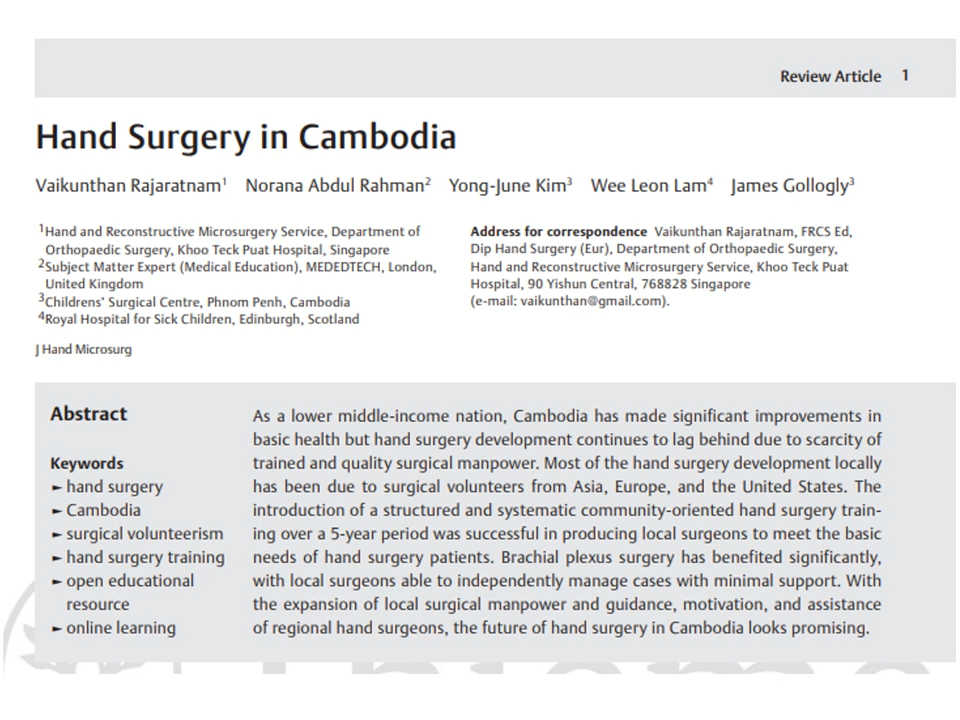 Review Article 1
Hand Surgery in Cambodia
Vaikunthan Rajaratnam1 Norana Abdul Rahman2 Yong-June Kim3 Wee Leon Lam4 James Gollogly3
1Hand and Reconstructive Microsurgery Service, Department of
Orthopaedic Surgery, Khoo Teck Puat Hospital, Singapore
2Subject Matter Expert (Medical Education), MEDEDTECH, London,
United Kingdom
3Childrens' Surgical Centre, Phnom Penh, Cambodia
4Royal Hospital for Sick Children, Edinburgh, Scotland
Address for correspondence Vaikunthan Rajaratnam, FRCS Ed,
Dip Hand Surgery (Eur), Department of Orthopaedic Surgery,
Hand and Reconstructive Microsurgery Service, Khoo Teck Puat
Hospital, 90 Yishun Central, 768828 Singapore
(e-mail: vaikunthan@gmail.com).
J Hand Microsurg
Abstract
Keywords
► hand surgery
► Cambodia
► surgical volunteerism
► hand surgery training
► open educational
resource
► online learning
As a lower middle-income nation, Cambodia has made significant improvements in
basic health but hand surgery development continues to lag behind due to scarcity of
trained and quality surgical manpower. Most of the hand surgery development locally
has been due to surgical volunteers from Asia, Europe, and the United States. The
introduction of a structured and systematic community-oriented hand surgery train-
ing over a 5-year period was successful in producing local surgeons to meet the basic
needs of hand surgery patients. Brachial plexus surgery has benefited significantly,
with local surgeons able to independently manage cases with minimal support. With
the expansion of local surgical manpower and guidance, motivation, and assistance
of regional hand surgeons, the future of hand surgery in Cambodia looks promising.